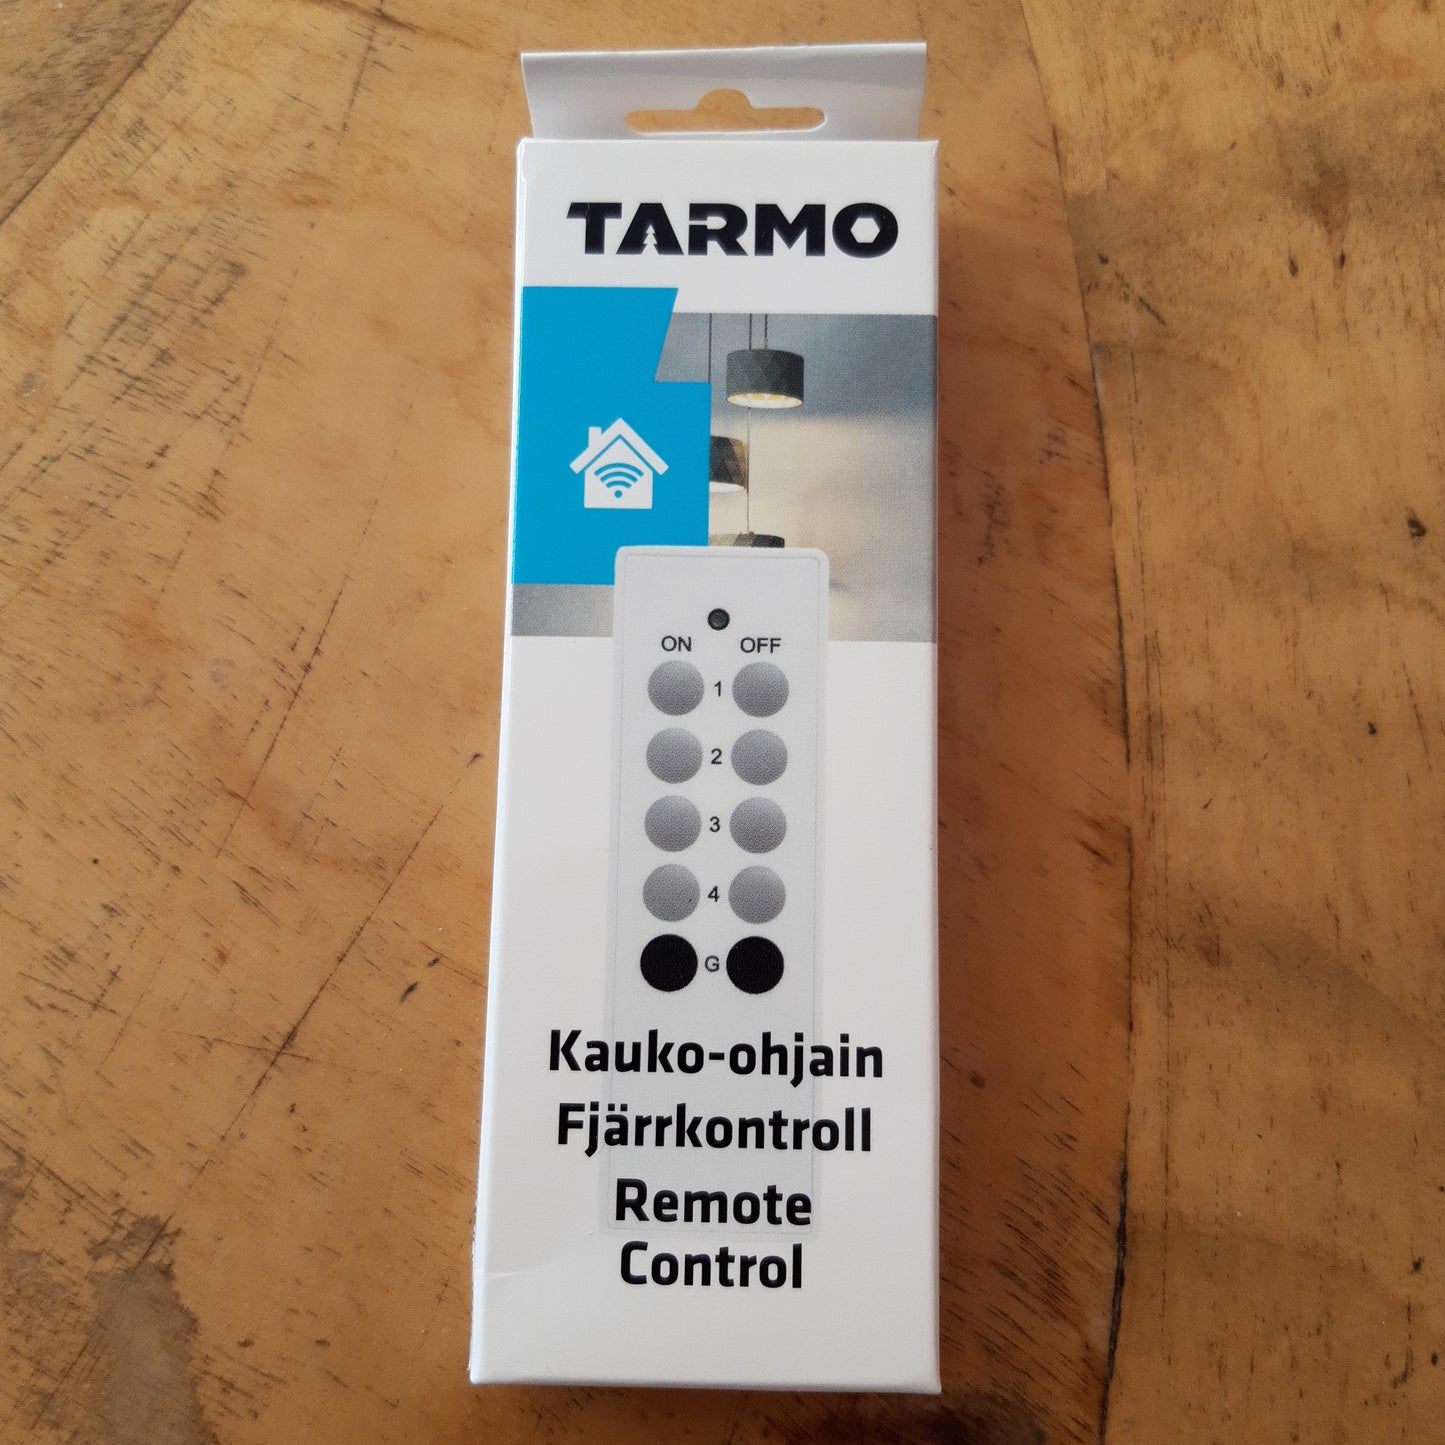 TARMO
ON OFF
1
2
3
4
G
Kauko-ohjain
Fjärrkontroll
Remote
Control